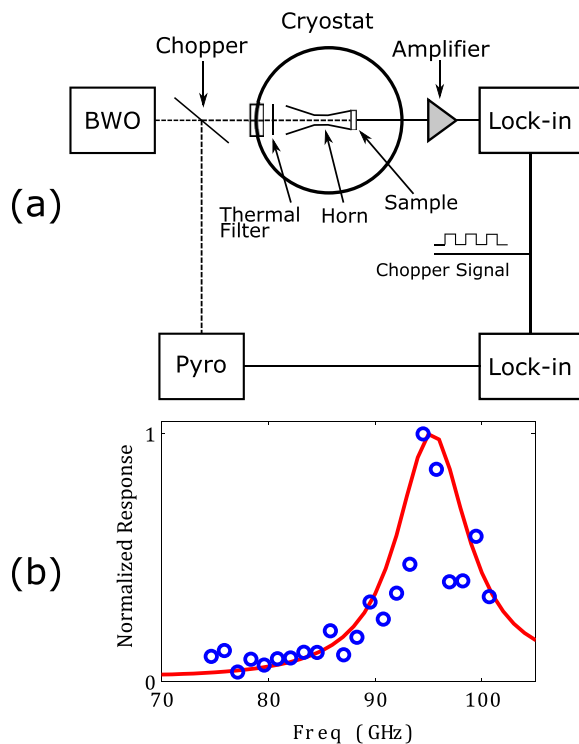 (a)
Cryostat
Chopper
Amplifier
BWO
Lock-in
Thermal
Filter
Horn
Sample
Chopper Signal
Pyro
Lock-in
(b)
Normalized Response
1
0
70
80
90
100
Freq (GHz)